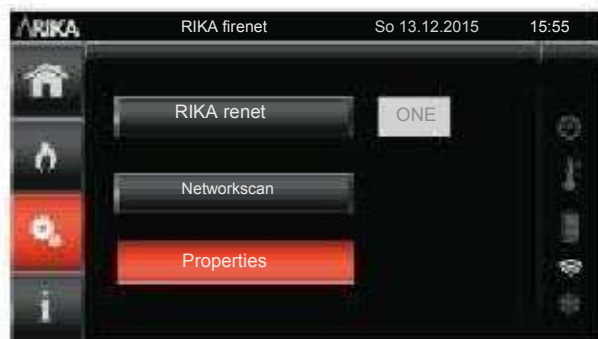 RIKA RIKA firenet So 13.12.2015 15:55
RIKA renet ONE
Networkscan
Properties